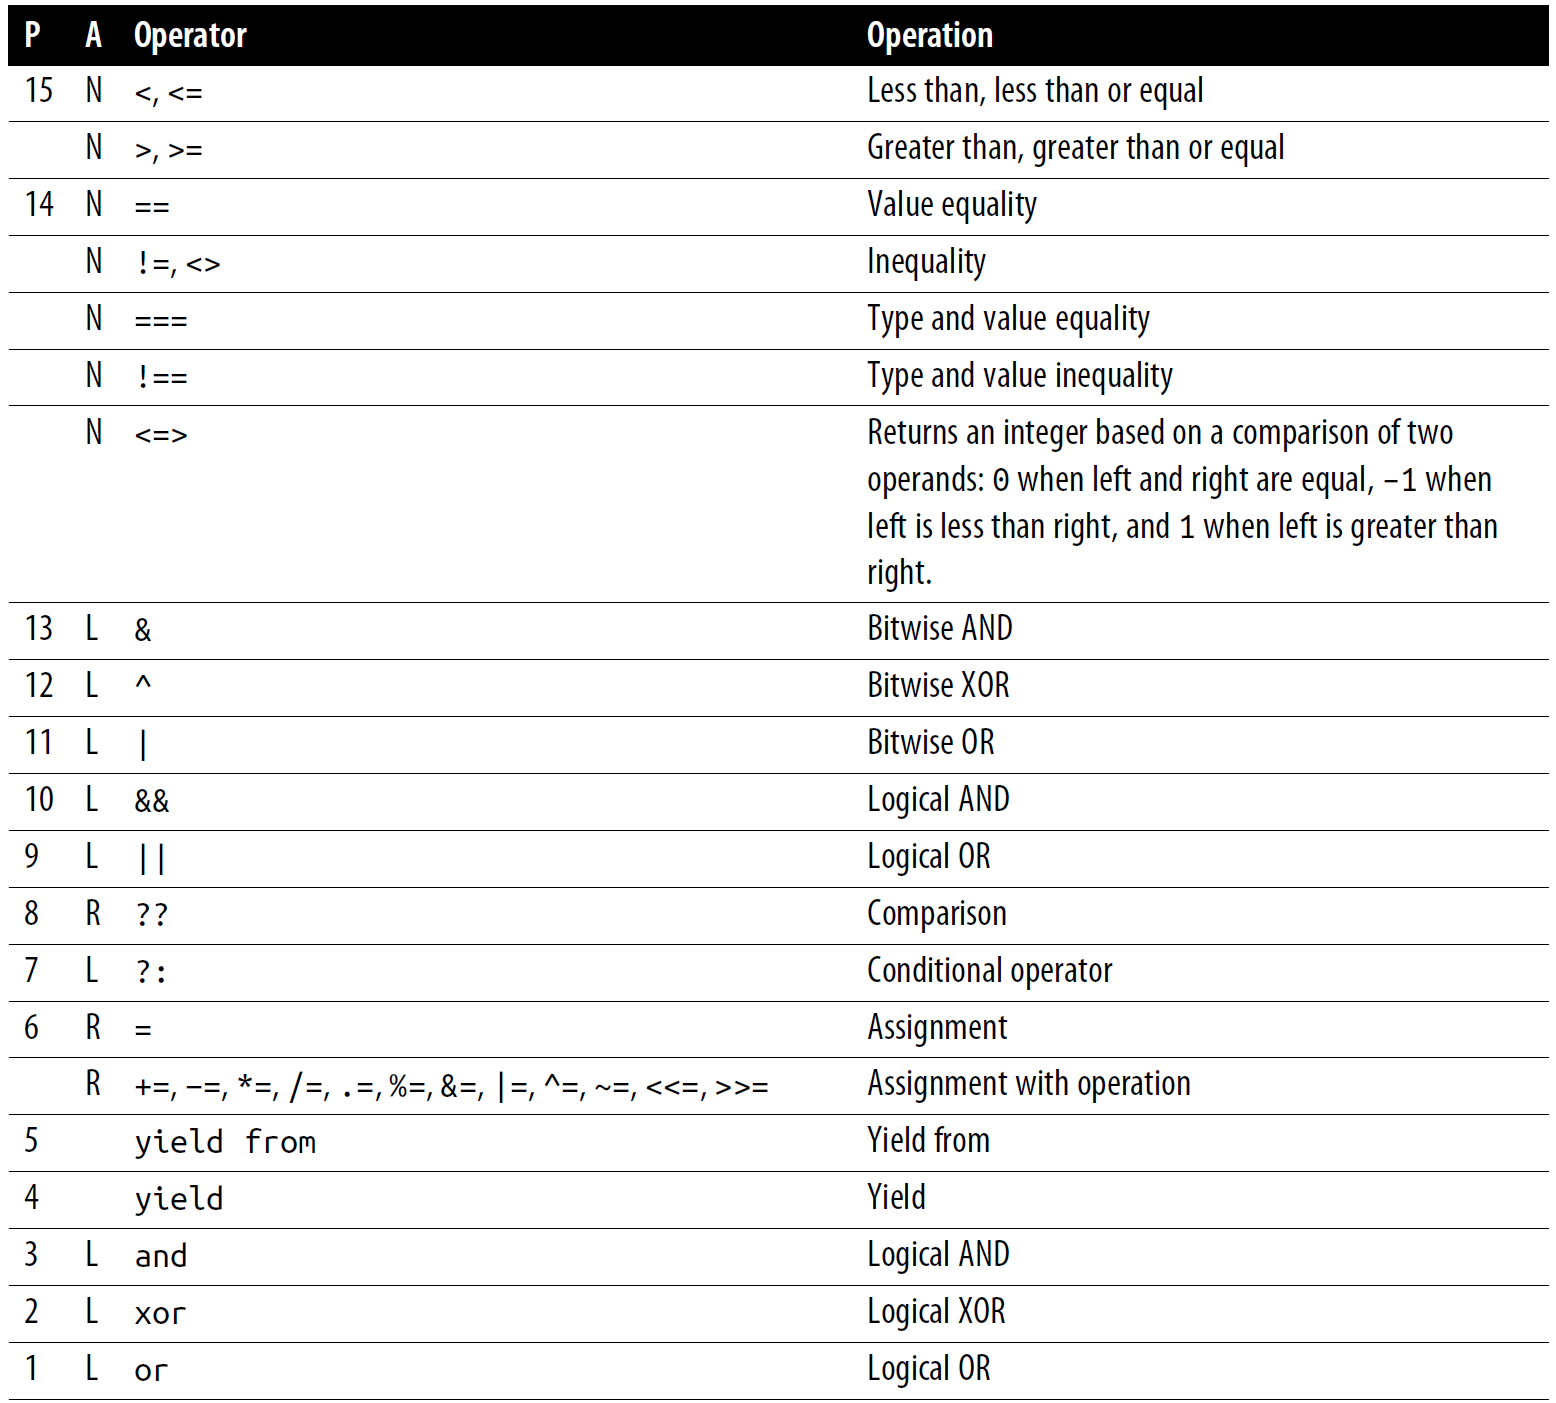 P A Operator Operation
15 N <, <= Less than, less than or equal
N >, >= Greater than, greater than or equal
14 N == Value equality
N !=, <> Inequality
N === Type and value equality
N !== Type and value inequality
N <=> Returns an integer based on a comparison of two
operands: 0 when left and right are equal, −1 when
left is less than right, and 1 when left is greater than
right.
13 L & Bitwise AND
12 L ^ Bitwise XOR
11 L | Bitwise OR
10 L && Logical AND
9 L || Logical OR
8 R ?? Comparison
7 L ?: Conditional operator
6 R = Assignment
R +=, −=, *=, /=, .=, %=, &=, |=, ^=, ~=, <<=, >>= Assignment with operation
5 yield from Yield from
4 yield Yield
3 L and Logical AND
2 L xor Logical XOR
1 L or Logical OR